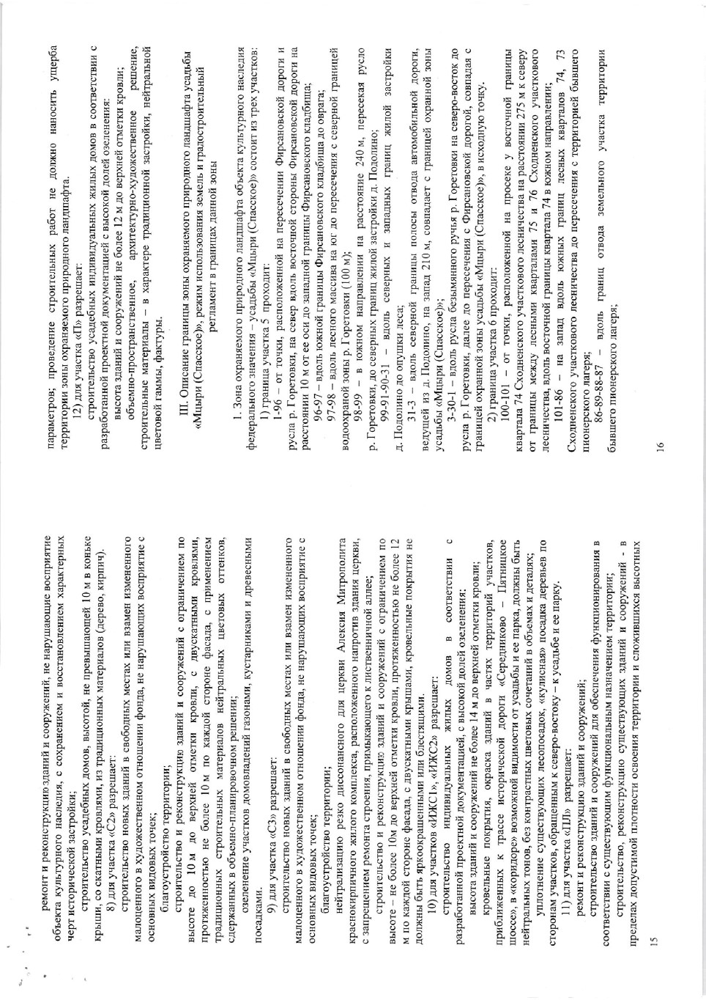 ремонт и реконструкцию зданий и сооружений, не нарушающие восприятие
объекта культурного наследия, с сохранением и восстановлением характерных
черт исторической застройки;
строительство усадебных домов, высотой, не превышающей 10 м в коньке
крыши, со скатными кровлями, из традиционных материалов (дерево, кирпич).
8) для участка «С2» разрешает:
строительство новых зданий в свободных местах или взамен измененного
малоценного в художественном отношении фонда, не нарушающих восприятие с
основных видовых точек;
благоустройство территории;
строительство и реконструкцию зданий и сооружений с ограничением по
высоте до 10 м до верхней отметки кровли, с двускатными кровлями,
протяженностью не более 10 м по каждой стороне фасада, с применением
традиционных строительных материалов нейтральных цветовых оттенков,
сдержанных в объемно-планировочном решении;
озеленение участков домовладений газонами, кустарниками и древесными
посадками.
9) для участка «С3» разрешает:
строительство новых зданий в свободных местах или взамен измененного
малоценного в художественном отношении фонда, не нарушающих восприятие с
основных видовых точек;
благоустройство территории;
нейтрализацию резко диссонансного для церкви Алексия Митрополита
краснокирпичного жилого комплекса, расположенного напротив здания церкви,
с запрещением ремонта строения, примыкающего к лиственничной аллее;
строительство и реконструкцию зданий и сооружений с ограничением по
высоте – не более 10м до верхней отметки кровли, протяженностью не более 12
м по каждой стороне фасада, с двускатными крышами, кровельные покрытия не
должны быть яркоокрашенными или блестящими.
10) для участков «ИЖС1», «ИЖС2» разрешает:
строительство индивидуальных жилых домов в соответствии с
разработанной проектной документацией, с высокой долей озеленения;
высота зданий и сооружений не более 14 м до верхней отметки кровли;
кровельные покрытия, окраска зданий в частях территорий участков,
приближенных к трассе исторической дороги «Середниково – Пятницкое
шоссе», в «коридоре» возможной видимости от усадьбы и ее парка, должны быть
нейтральных тонов, без контрастных цветовых сочетаний в объемах и деталях;
уплотнение существующих лесопосадок, «кулисная» посадка деревьев по
сторонам участков, обращенным к северо-востоку – к усадьбе и ее парку.
11) для участка «ПЛ» разрешает:
ремонт и реконструкцию зданий и сооружений;
строительство зданий и сооружений для обеспечения функционирования в
соответствии с существующим функциональным назначением территории;
строительство, реконструкцию существующих зданий и сооружений - в
пределах допустимой плотности освоения территории и сложившихся высотных
15
параметров; проведение строительных работ не должно наносить ущерба
территории зоны охраняемого природного ландшафта.
12) для участка «П» разрешает:
строительство усадебных индивидуальных жилых домов в соответствии с
разработанной проектной документацией с высокой долей озеленения:
высота зданий и сооружений не более 12 м до верхней отметки кровли;
объемно-пространственное, архитектурно-художественное решение,
строительные материалы – в характере традиционной застройки, нейтральной
цветовой гаммы, фактуры.
III. Описание границы зоны охраняемого природного ландшафта усадьбы
«Мцыри (Спасское)», режим использования земель и градостроительный
регламент в границах данной зоны
1. Зона охраняемого природного ландшафта объекта культурного наследия
федерального значения – усадьбы «Мцыри (Спасское)» состоит из трех участков:
1) граница участка 5 проходит:
1-96 – от точки, расположенной на пересечении Фирсановской дороги и
русла р. Горетовки, на север вдоль восточной стороны Фирсановской дороги на
расстоянии 10 м от ее оси до западной границы Фирсановского кладбища;
96-97 – вдоль южной границы Фирсановского кладбища до оврага;
97-98 – вдоль лесного массива на юг до пересечения с северной границей
водоохраной зоны р. Горетовки (100 м);
98-99 – в южном направлении на расстояние 240 м, пересекая русло
р. Горетовки, до северных границ жилой застройки д. Подолино;
99-91-90-31 – вдоль северных и западных границ жилой застройки
д. Подолино до опушки леса;
31-3 – вдоль северной границы полосы отвода автомобильной дороги,
ведущей из д. Подолино, на запад 210 м, совпадает с границей охранной зоны
усадьбы «Мцыри (Спасское)»;
3-30-1 – вдоль русла безымянного ручья р. Горетовки на северо-восток до
русла р. Горетовки, далее до пересечения с Фирсановской дорогой, совпадая с
границей охранной зоны усадьбы «Мцыри (Спасское)», в исходную точку.
2) граница участка 6 проходит:
100-101 – от точки, расположенной на просеке у восточной границы
квартала 74 Сходненского участкового лесничества на расстоянии 275 м к северу
от границы между лесными кварталами 75 и 76 Сходненского участкового
лесничества, вдоль восточной границы квартала 74 в южном направлении;
101-86 – на запад вдоль южных границ лесных кварталов 74, 73
Сходненского участкового лесничества до пересечения с территорией бывшего
пионерского лагеря;
86-89-88-87 – вдоль границ отвода земельного участка территории
бывшего пионерского лагеря;
16